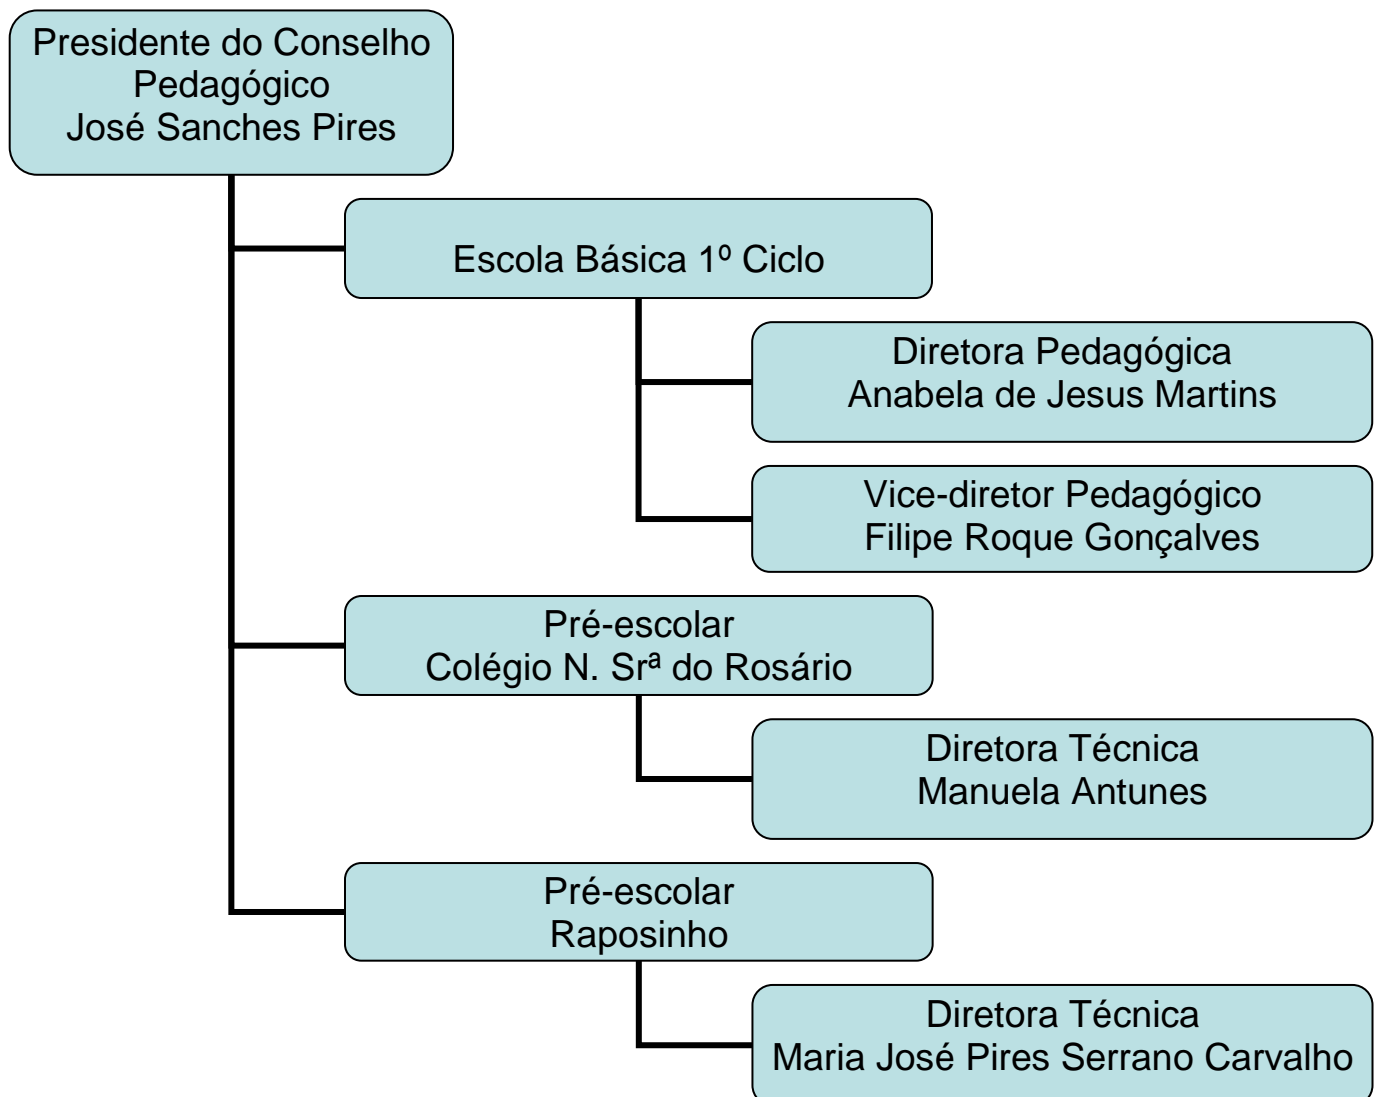 Presidente do Conselho
Pedagógico
José Sanches Pires
Escola Básica 1º Ciclo
Diretora Pedagógica
Anabela de Jesus Martins
Vice-diretor Pedagógico
Filipe Roque Gonçalves
Pré-escolar
Colégio N. Srª do Rosário
Diretora Técnica
Manuela Antunes
Pré-escolar
Raposinho
Diretora Técnica
Maria José Pires Serrano Carvalho